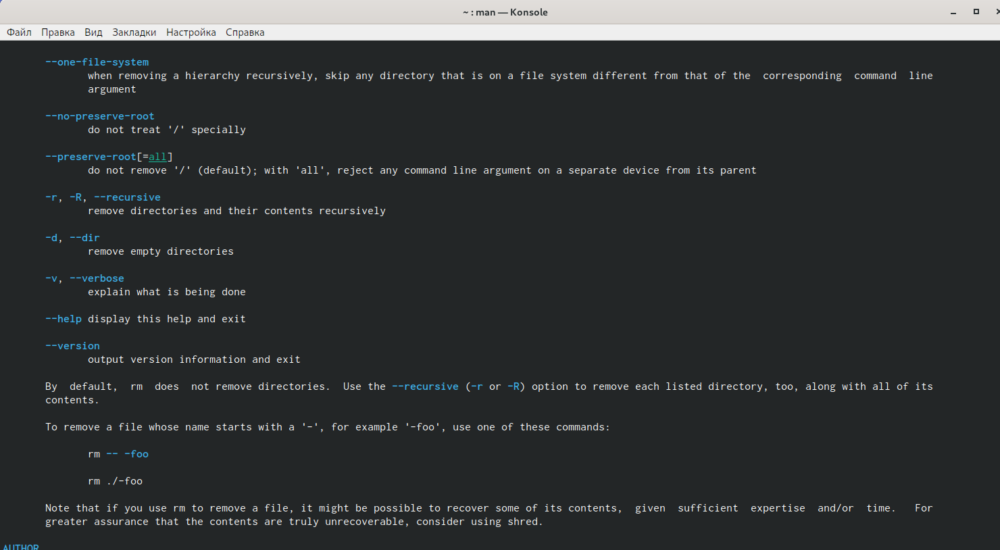 ~ : man — Konsole
Файл Правка Вид Закладки Настройка Справка
--one-file-system
when removing a hierarchy recursively, skip any directory that is on a file system different from that of the corresponding command line
argument
--no-preserve-root
do not treat '/' specially
--preserve-root[=all]
do not remove '/' (default); with 'all', reject any command line argument on a separate device from its parent
-r, -R, --recursive
remove directories and their contents recursively
-d, --dir
remove empty directories
-v, --verbose
explain what is being done
--help display this help and exit
--version
output version information and exit
By default, rm does not remove directories. Use the --recursive (-r or -R) option to remove each listed directory, too, along with all of its
contents.
To remove a file whose name starts with a '-', for example '-foo', use one of these commands:
rm -- -foo
rm ./-foo
Note that if you use rm to remove a file, it might be possible to recover some of its contents, given sufficient expertise and/or time. For
greater assurance that the contents are truly unrecoverable, consider using shred.
AUTHOR